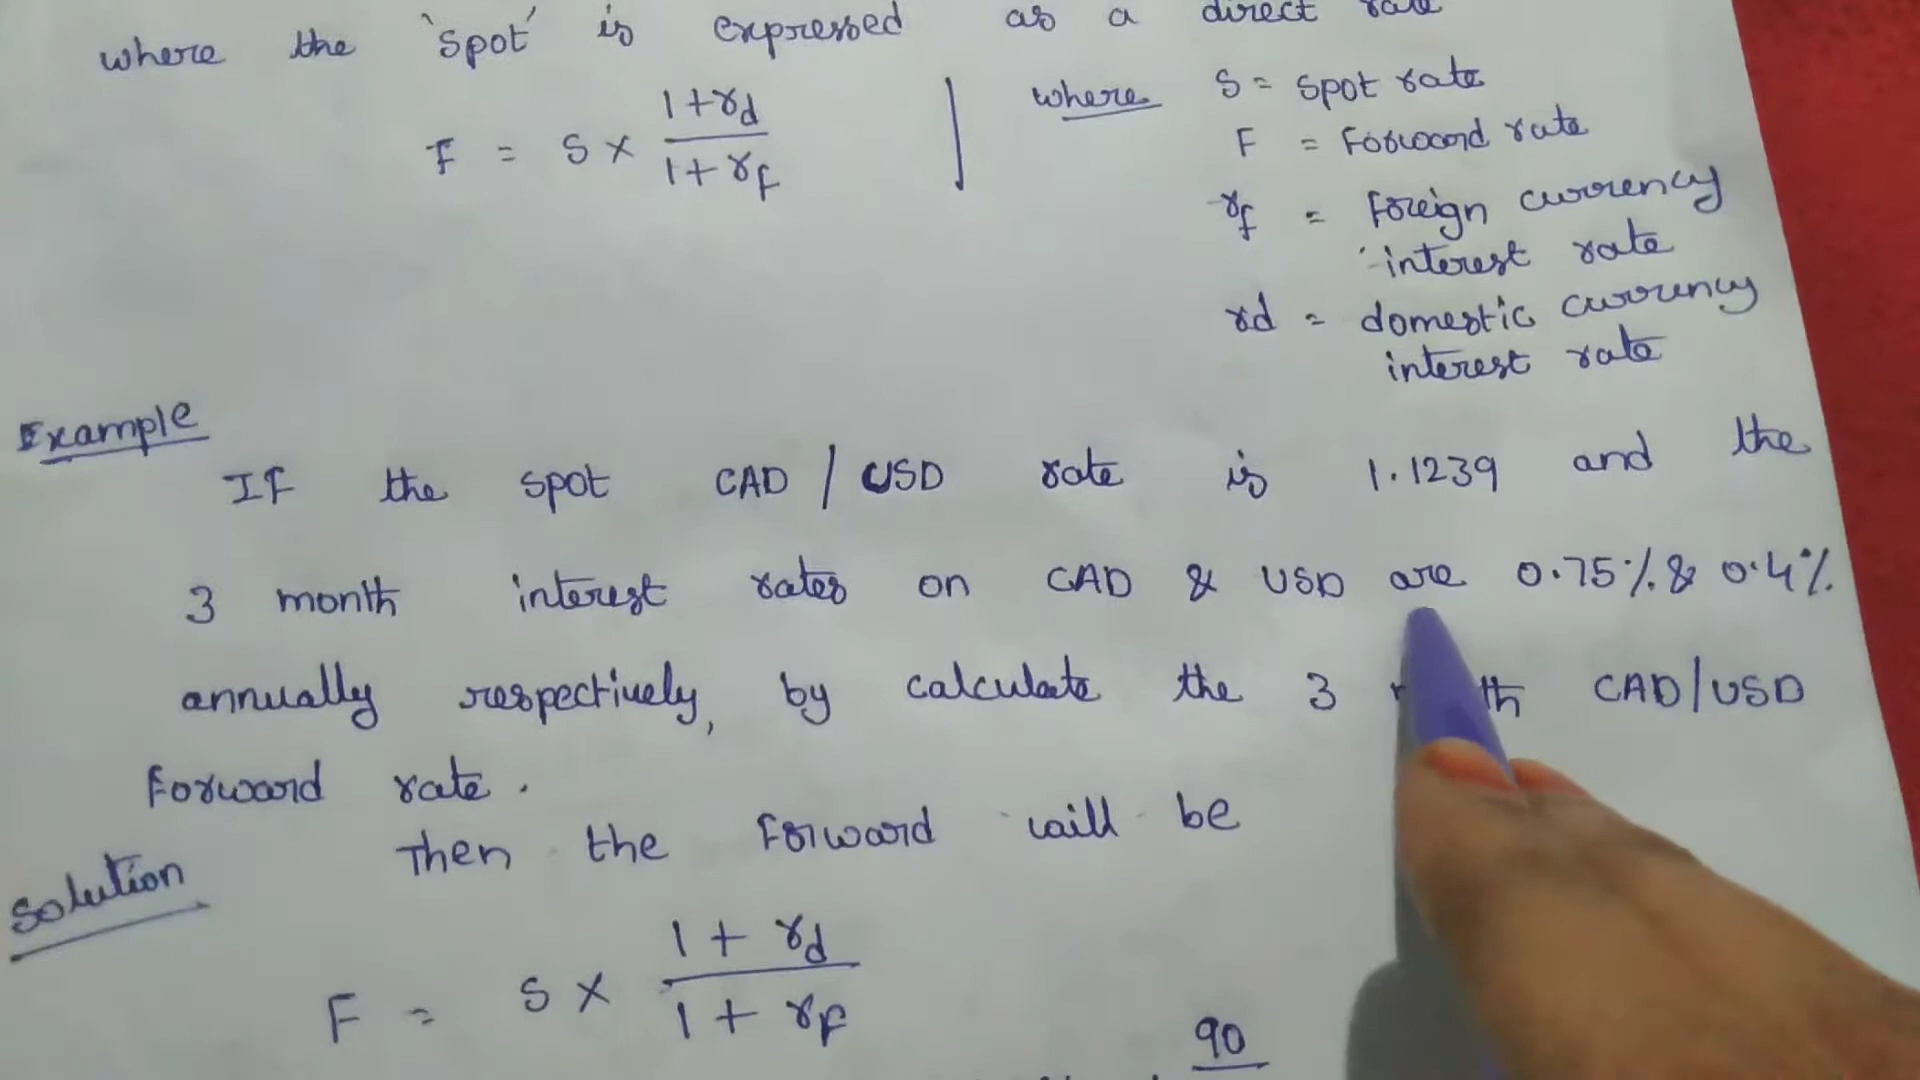 where the 'spot' is expressed as a direct rate
F = S × (1+rd)/(1+rf)
where S = spot rate
F = Forward rate
rf = Foreign currency
interest rate
rd = domestic currency
interest rate
Example
IF the spot CAD / USD rate is 1.1239 and the
3 month interest rates on CAD & USD are 0.75% & 0.4%
annually respectively, by calculate the 3 th CAD/USD
Forward rate.
Solution
Then the Forward will be
F = S × (1 + rd)/(1 + rf)
90